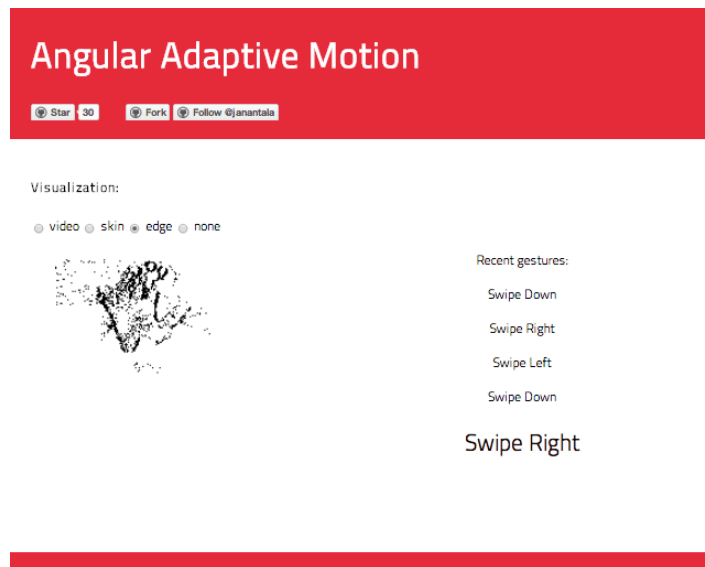 Angular Adaptive Motion
Star 30 Fork Follow @janantala
Visualization:
video skin edge none
Recent gestures:
Swipe Down
Swipe Right
Swipe Left
Swipe Down
Swipe Right